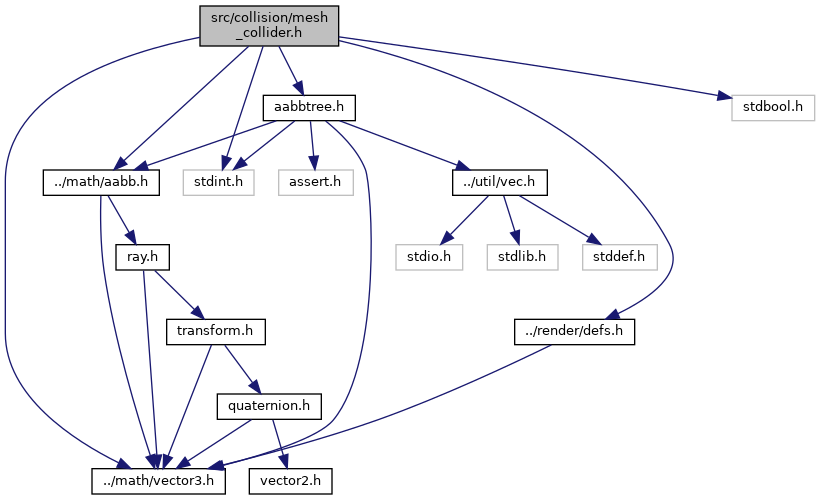 src/collision/mesh
_collider.h
aabbtree.h
stdbool.h
../math/aabb.h
stdint.h
assert.h
../util/vec.h
ray.h
stdio.h
stdlib.h
stddef.h
transform.h
../render/defs.h
quaternion.h
../math/vector3.h
vector2.h